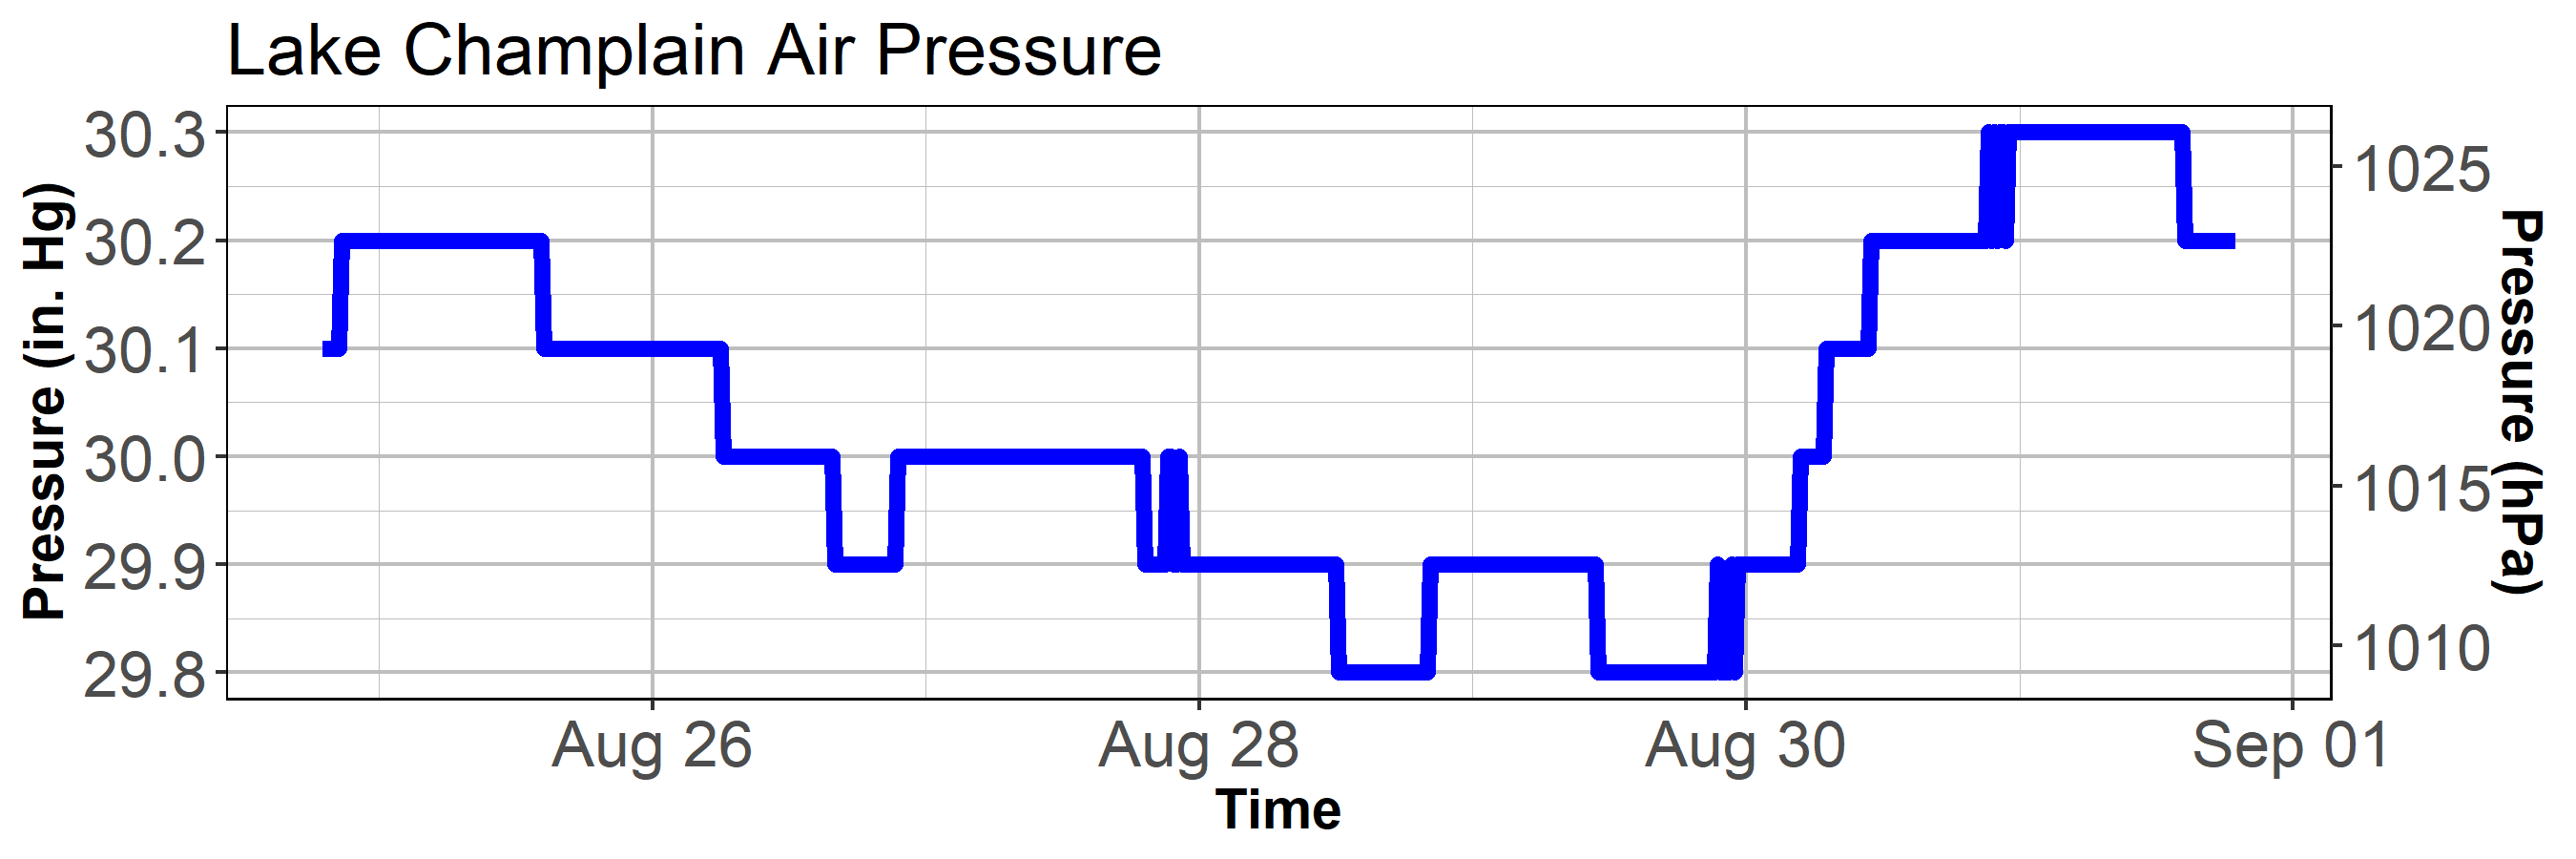 Lake Champlain Air Pressure
Pressure (in. Hg)
30.3
30.2
30.1
30.0
29.9
29.8
1025
1020
1015
1010
Pressure (hPa)
Aug 26
Aug 28
Aug 30
Sep 01
Time